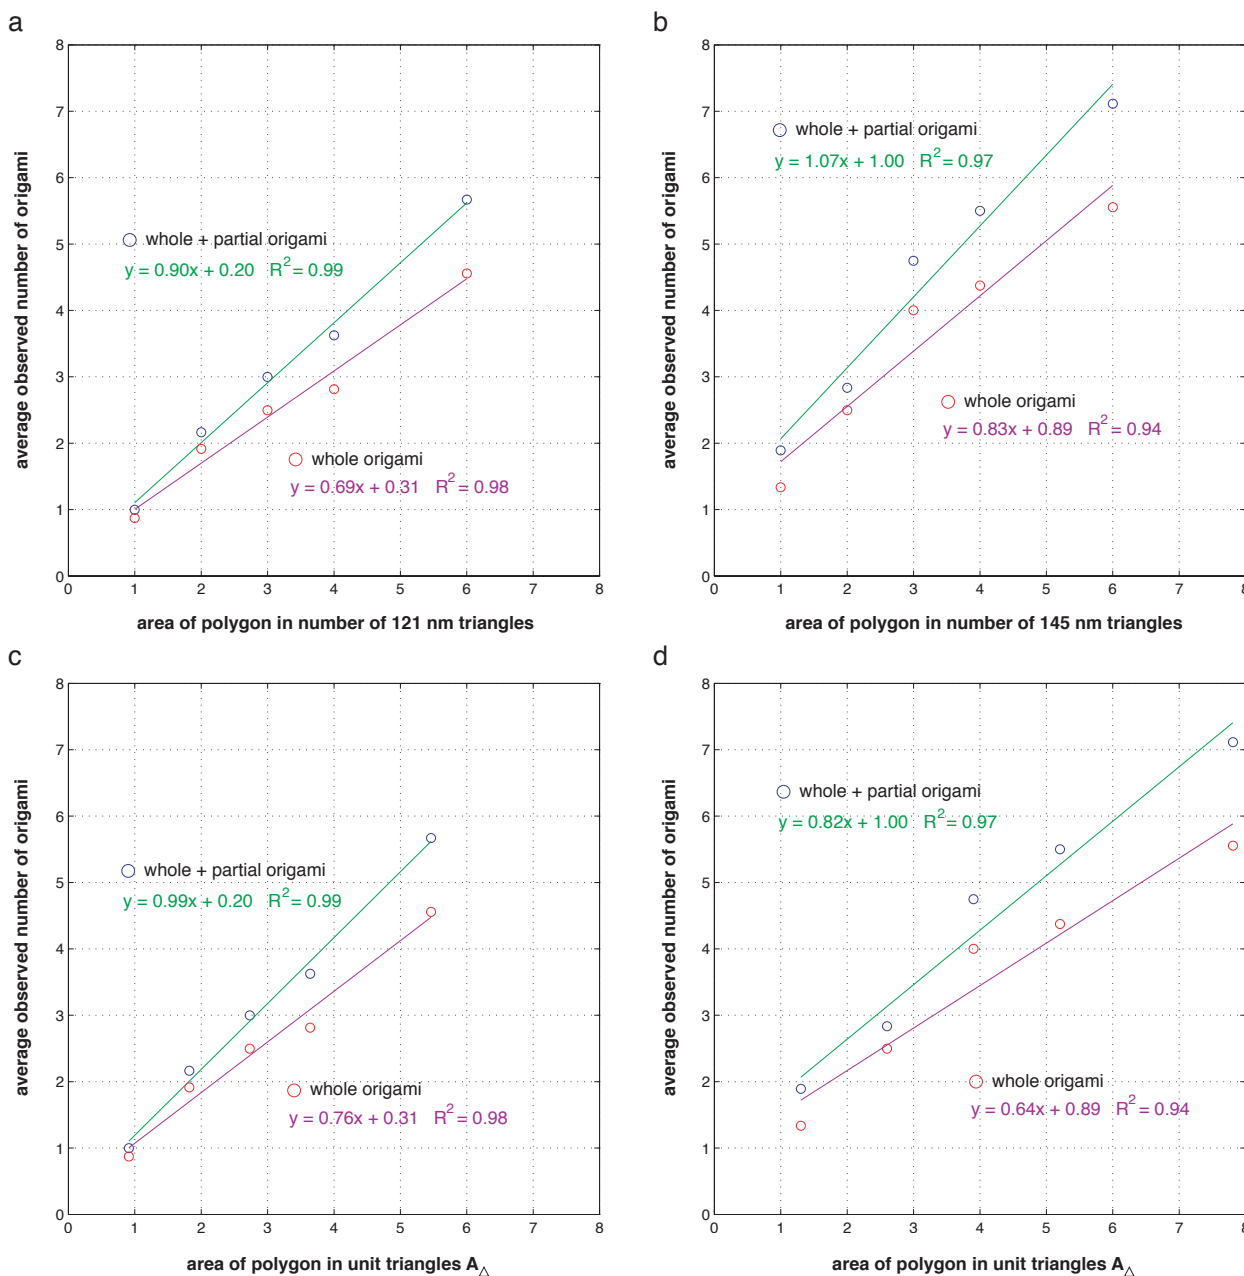 a
8
7
6
5
4
3
2
1
0
average observed number of origami
whole + partial origami
y = 0.90x + 0.20 R² = 0.99
whole origami
y = 0.69x + 0.31 R² = 0.98
0 1 2 3 4 5 6 7 8
area of polygon in number of 121 nm triangles
b
8
7
6
5
4
3
2
1
0
average observed number of origami
whole + partial origami
y = 1.07x + 1.00 R² = 0.97
whole origami
y = 0.83x + 0.89 R² = 0.94
0 1 2 3 4 5 6 7 8
area of polygon in number of 145 nm triangles
c
8
7
6
5
4
3
2
1
0
average observed number of origami
whole + partial origami
y = 0.99x + 0.20 R² = 0.99
whole origami
y = 0.76x + 0.31 R² = 0.98
0 1 2 3 4 5 6 7 8
area of polygon in unit triangles A△
d
8
7
6
5
4
3
2
1
0
average observed number of origami
whole + partial origami
y = 0.82x + 1.00 R² = 0.97
whole origami
y = 0.64x + 0.89 R² = 0.94
0 1 2 3 4 5 6 7 8
area of polygon in unit triangles A△